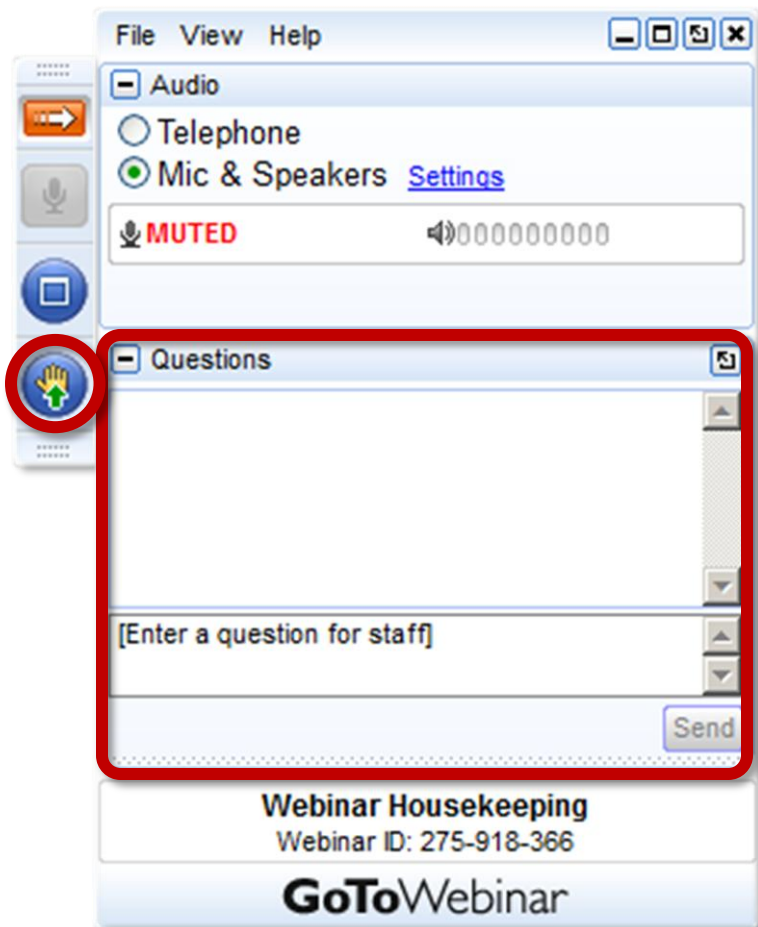 File View Help
Audio
Telephone
Mic & Speakers Settings
MUTED 000000000
Questions
[Enter a question for staff]
Send
Webinar Housekeeping
Webinar ID: 275-918-366
GoToWebinar